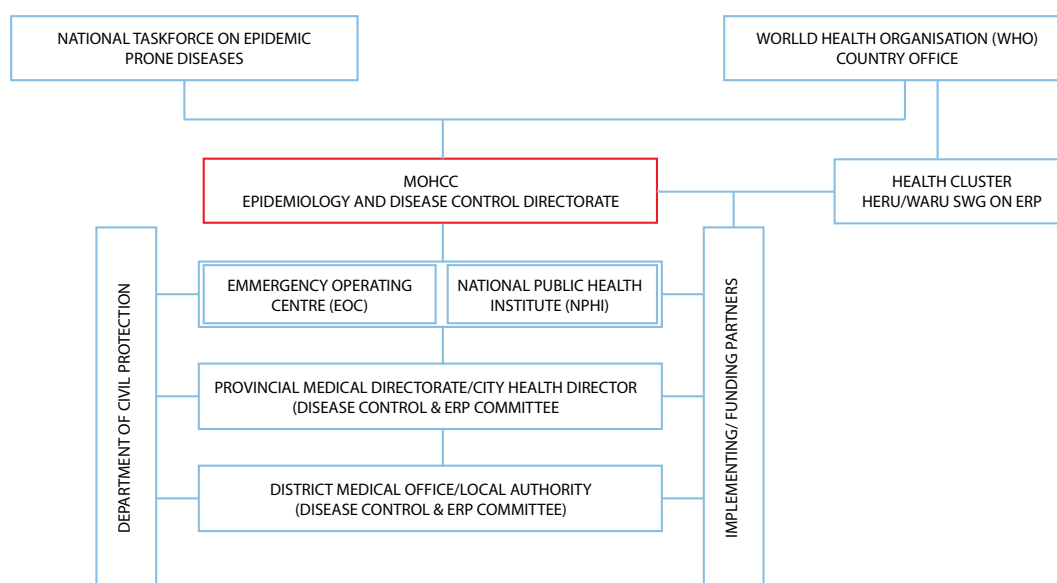 NATIONAL TASKFORCE ON EPIDEMIC
PRONE DISEASES
WORLLD HEALTH ORGANISATION (WHO)
COUNTRY OFFICE
MOHCC
EPIDEMIOLOGY AND DISEASE CONTROL DIRECTORATE
HEALTH CLUSTER
HERU/WARU SWG ON ERP
DEPARTMENT OF CIVIL PROTECTION
EMMERGENCY OPERATING
CENTRE (EOC)
NATIONAL PUBLIC HEALTH
INSTITUTE (NPHI)
PROVINCIAL MEDICAL DIRECTORATE/CITY HEALTH DIRECTOR
(DISEASE CONTROL & ERP COMMITTEE
DISTRICT MEDICAL OFFICE/LOCAL AUTHORITY
(DISEASE CONTROL & ERP COMMITTEE)
IMPLEMENTING/ FUNDING PARTNERS